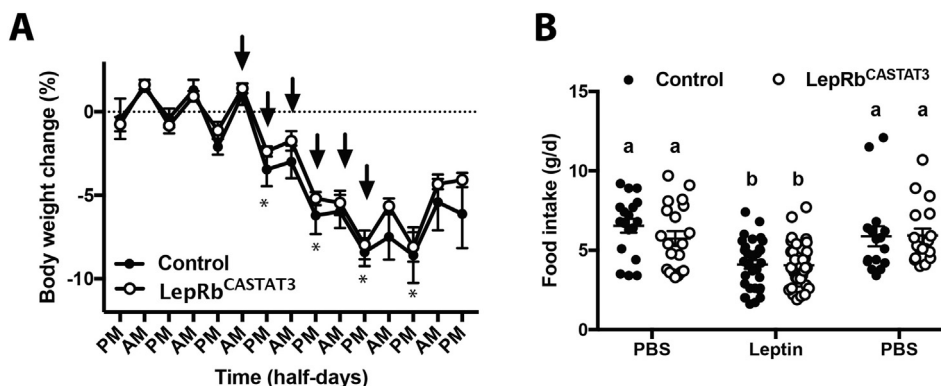 A
Body weight change (%)
0
-5
-10
*
*
*
*
Control
LepRbCASTAT3
PM AM PM AM PM AM PM AM PM AM PM AM PM AM PM
Time (half-days)
B
Control
LepRbCASTAT3
Food intake (g/d)
15
10
5
0
a a b b a a
PBS Leptin PBS